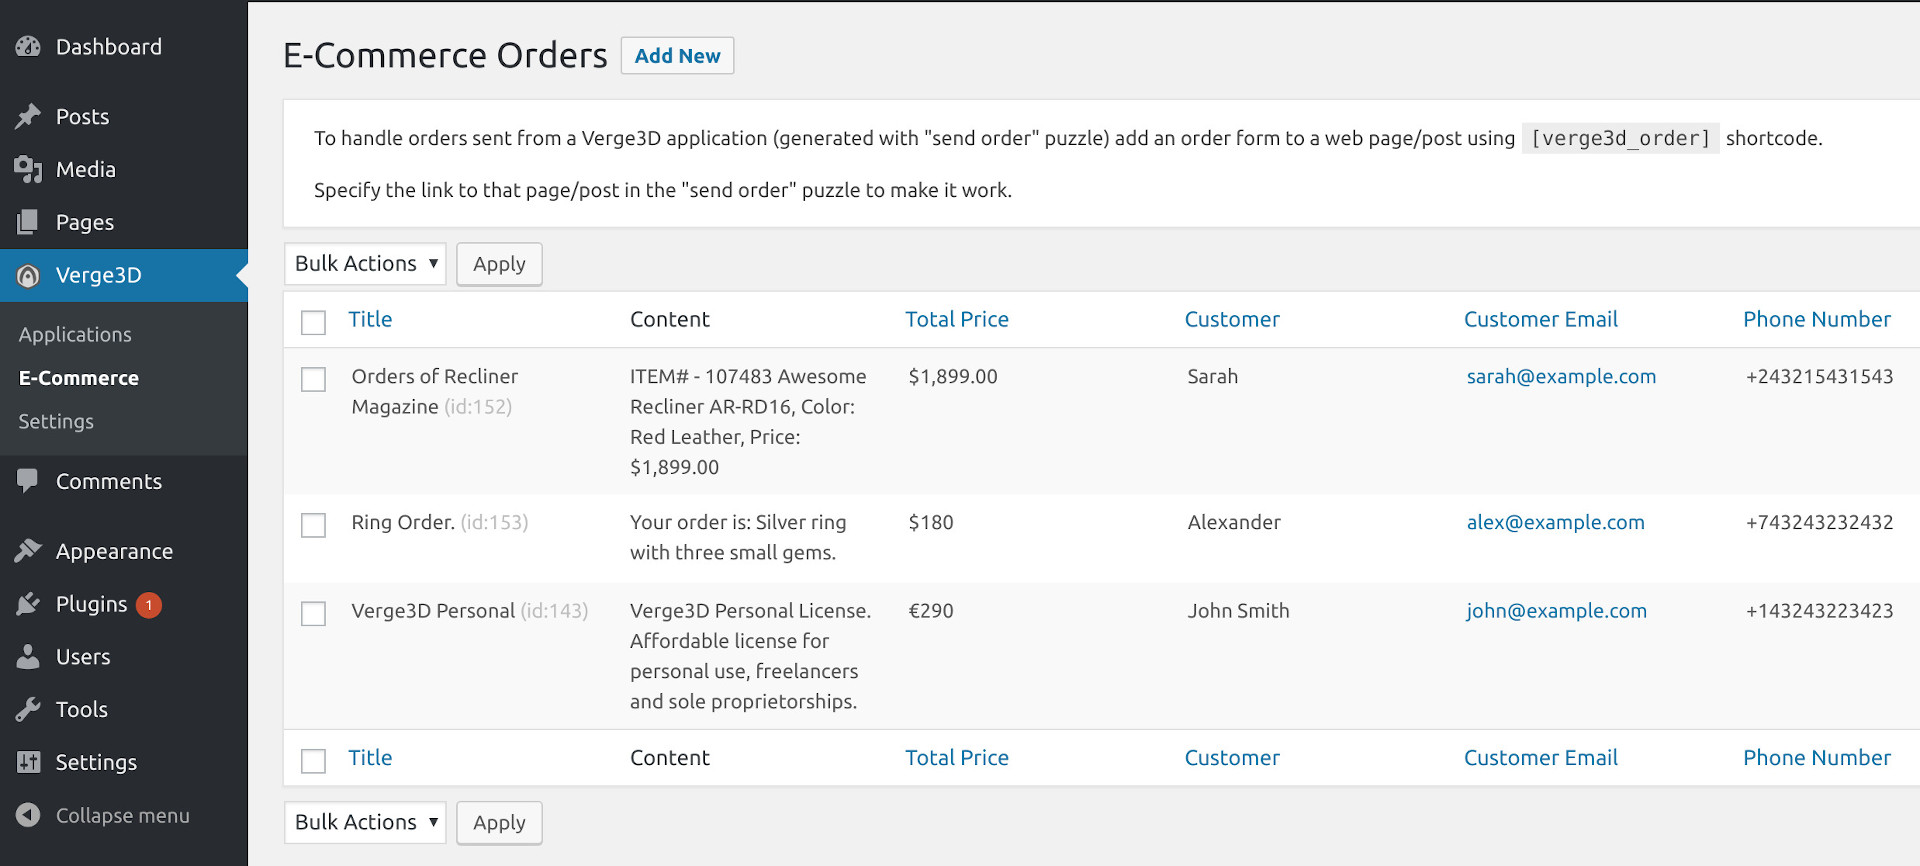 Dashboard
Posts
Media
Pages
Verge3D
Applications
E-Commerce
Settings
Comments
Appearance
Plugins 1
Users
Tools
Settings
Collapse menu
E-Commerce Orders Add New
To handle orders sent from a Verge3D application (generated with "send order" puzzle) add an order form to a web page/post using [verge3d_order] shortcode.
Specify the link to that page/post in the "send order" puzzle to make it work.
Bulk Actions Apply
Title Content Total Price Customer Customer Email Phone Number
Orders of Recliner ITEM# - 107483 Awesome $1,899.00 Sarah sarah@example.com +243215431543
Magazine (id:152) Recliner AR-RD16, Color:
Red Leather, Price:
$1,899.00
Ring Order. (id:153) Your order is: Silver ring $180 Alexander alex@example.com +743243232432
with three small gems.
Verge3D Personal (id:143) Verge3D Personal License. €290 John Smith john@example.com +143243223423
Affordable license for
personal use, freelancers
and sole proprietorships.
Title Content Total Price Customer Customer Email Phone Number
Bulk Actions Apply